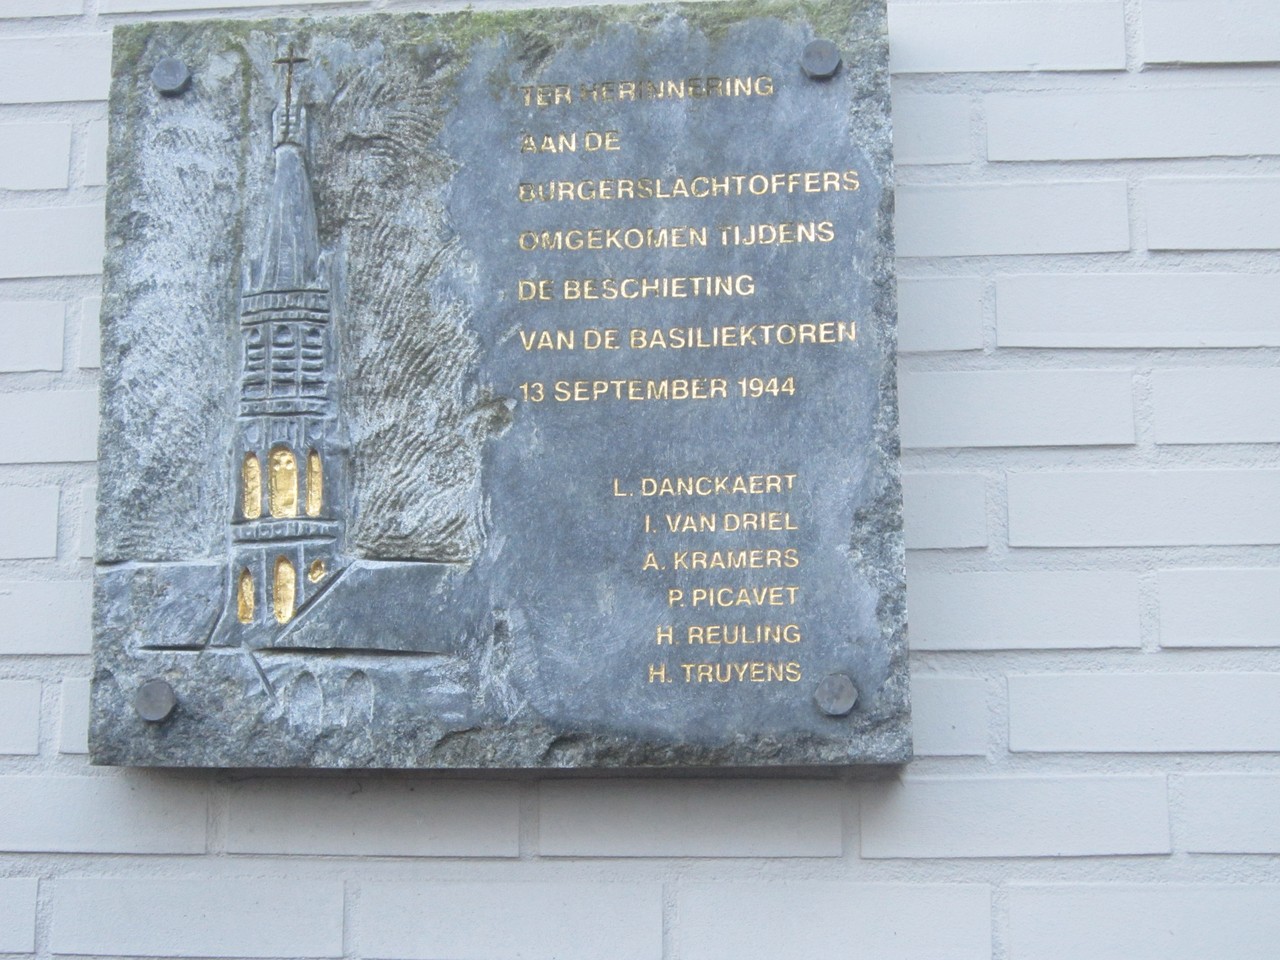 TER HERINNERING
AAN DE
BURGERSLACHTOFFERS
OMGEKOMEN TIJDENS
DE BESCHIETING
VAN DE BASILIEKTOREN
13 SEPTEMBER 1944
L. DANCKAERT
I. VAN DRIEL
A. KRAMERS
P. PICAVET
H. REULING
H. TRUYENS